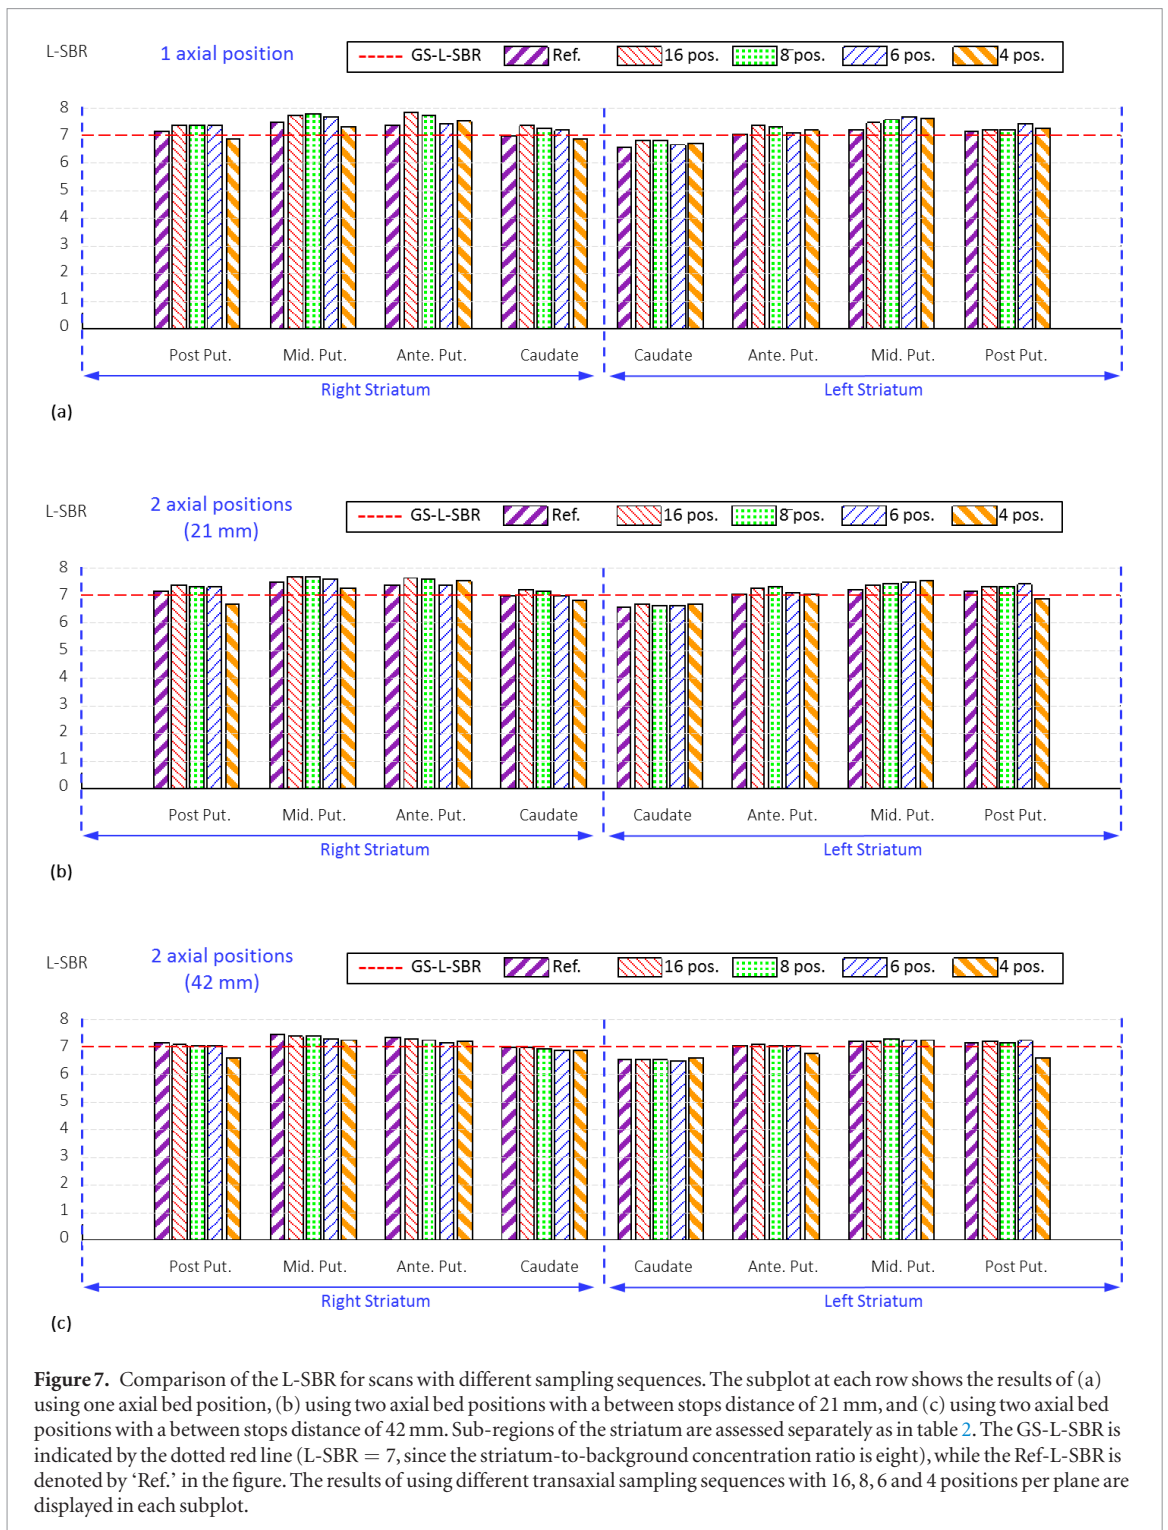 L-SBR
1 axial position
GS-L-SBR Ref. 16 pos. 8 pos. 6 pos. 4 pos.
8
7
6
5
4
3
2
1
0
Post Put. Mid. Put. Ante. Put. Caudate Caudate Ante. Put. Mid. Put. Post Put.
Right Striatum Left Striatum
(a)
L-SBR
2 axial positions
(21 mm)
GS-L-SBR Ref. 16 pos. 8 pos. 6 pos. 4 pos.
8
7
6
5
4
3
2
1
0
Post Put. Mid. Put. Ante. Put. Caudate Caudate Ante. Put. Mid. Put. Post Put.
Right Striatum Left Striatum
(b)
L-SBR
2 axial positions
(42 mm)
GS-L-SBR Ref. 16 pos. 8 pos. 6 pos. 4 pos.
8
7
6
5
4
3
2
1
0
Post Put. Mid. Put. Ante. Put. Caudate Caudate Ante. Put. Mid. Put. Post Put.
Right Striatum Left Striatum
(c)
Figure 7. Comparison of the L-SBR for scans with different sampling sequences. The subplot at each row shows the results of (a)
using one axial bed position, (b) using two axial bed positions with a between stops distance of 21 mm, and (c) using two axial bed
positions with a between stops distance of 42 mm. Sub-regions of the striatum are assessed separately as in table 2. The GS-L-SBR is
indicated by the dotted red line (L-SBR = 7, since the striatum-to-background concentration ratio is eight), while the Ref-L-SBR is
denoted by ‘Ref.’ in the figure. The results of using different transaxial sampling sequences with 16, 8, 6 and 4 positions per plane are
displayed in each subplot.